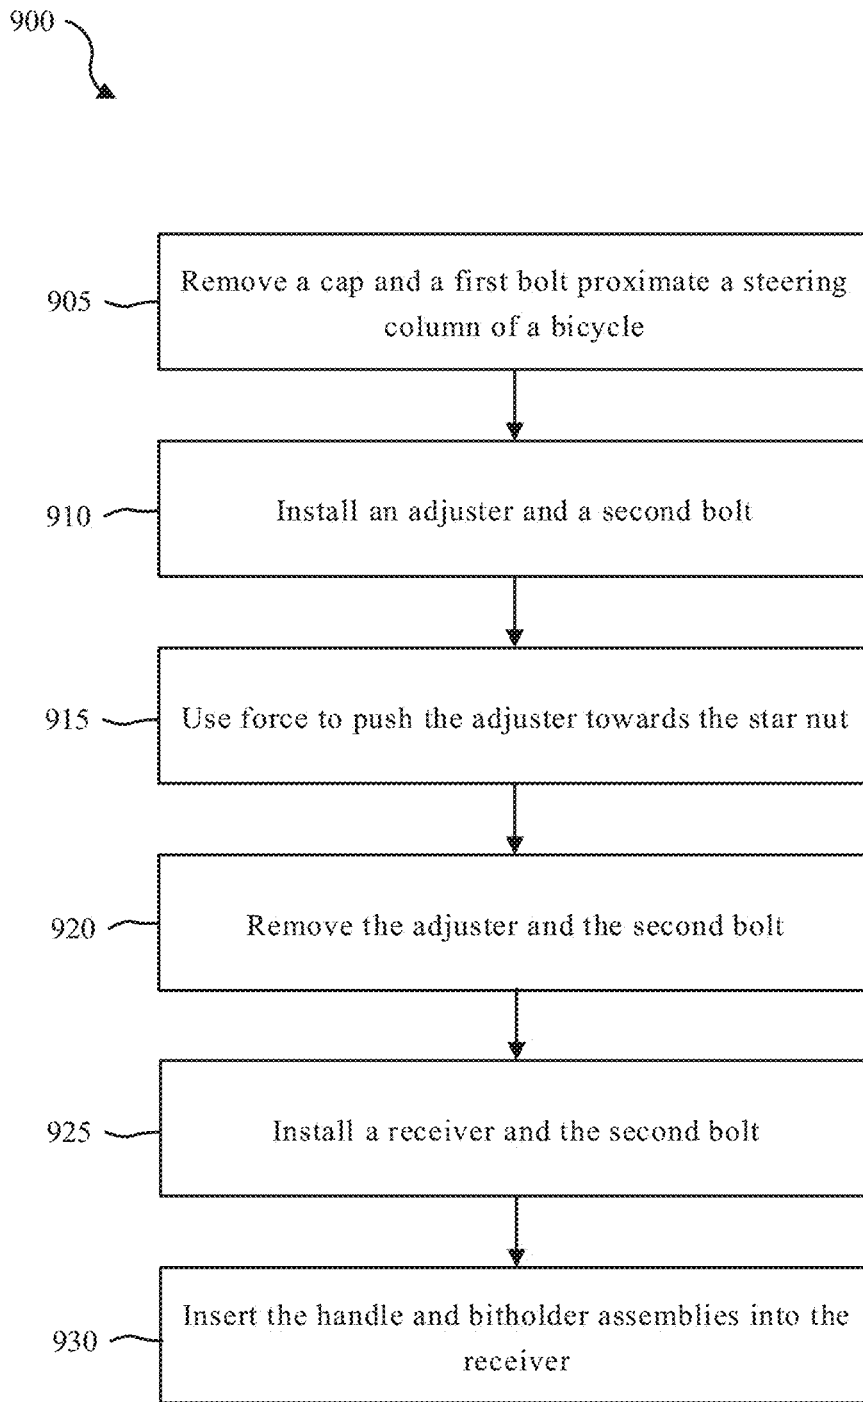 900
905
Remove a cap and a first bolt proximate a steering
column of a bicycle
910
Install an adjuster and a second bolt
915
Use force to push the adjuster towards the star nut
920
Remove the adjuster and the second bolt
925
Install a receiver and the second bolt
930
Insert the handle and bitholder assemblies into the
receiver